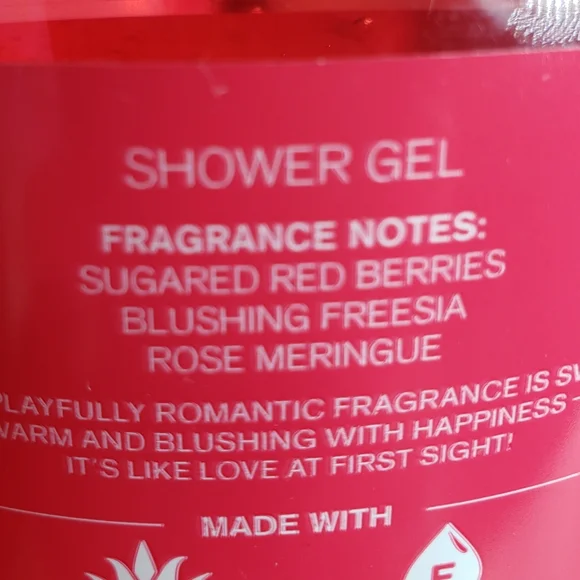 SHOWER GEL
FRAGRANCE NOTES:
SUGARED RED BERRIES
BLUSHING FREESIA
ROSE MERINGUE
PLAYFULLY ROMANTIC FRAGRANCE IS
WARM AND BLUSHING WITH HAPPINESS -
IT'S LIKE LOVE AT FIRST SIGHT!
MADE WITH
E